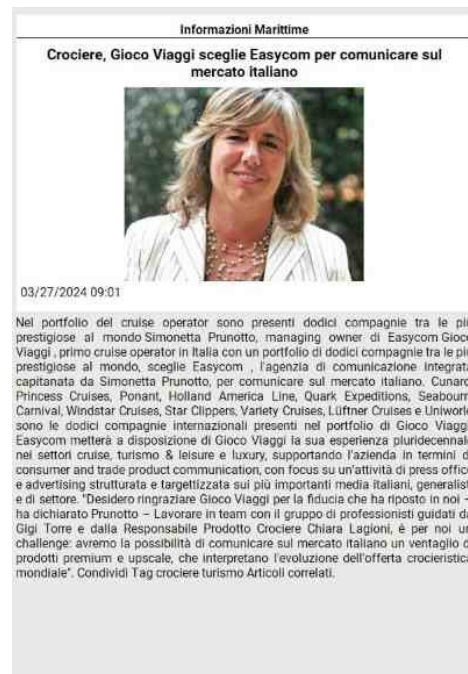 Informazioni Marittime
Crociere, Gioco Viaggi sceglie Easycom per comunicare sul
mercato italiano
03/27/2024 09:01
Nel portfolio del cruise operator sono presenti dodici compagnie tra le
prestigiose al mondo Simonetta Prunotto, managing owner di Easycom
Viaggi , primo cruise operator in Italia con un portfolio di dodici compagnie tra le
prestigiose al mondo, sceglie Easycom , l'agenzia di comunicazione integrata
capitanata da Simonetta Prunotto, per comunicare sul mercato italiano. Cunard
Princess Cruises, Ponant, Holland America Line, Quark Expeditions, Seabourn
Carnival, Windstar Cruises, Star Clippers, Variety Cruises, Lüftner Cruises e Uniworld
sono le dodici compagnie internazionali presenti nel portfolio di Gioco
Easycom metterà a disposizione di Gioco Viaggi la sua esperienza pluridecennale
nei settori cruise, turismo & leisure e luxury, supportando l'azienda in termini
consumer and trade product communication, con focus su un'attività di press office
e advertising strutturata e targettizzata sui più importanti media italiani, generalist
e di settore. "Desidero ringraziare Gioco Viaggi per la fiducia che ha riposto in noi –
ha dichiarato Prunotto – Lavorare in team con il gruppo di professionisti guidati
Gigi Torre e dalla Responsabile Prodotto Crociere Chiara Lagioni, è per noi
challenge: avremo la possibilità di comunicare sul mercato italiano un ventaglio
prodotti premium e upscale, che interpretano l'evoluzione dell'offerta crocieristica
mondiale". Condividi Tag crociere turismo Articoli correlati.